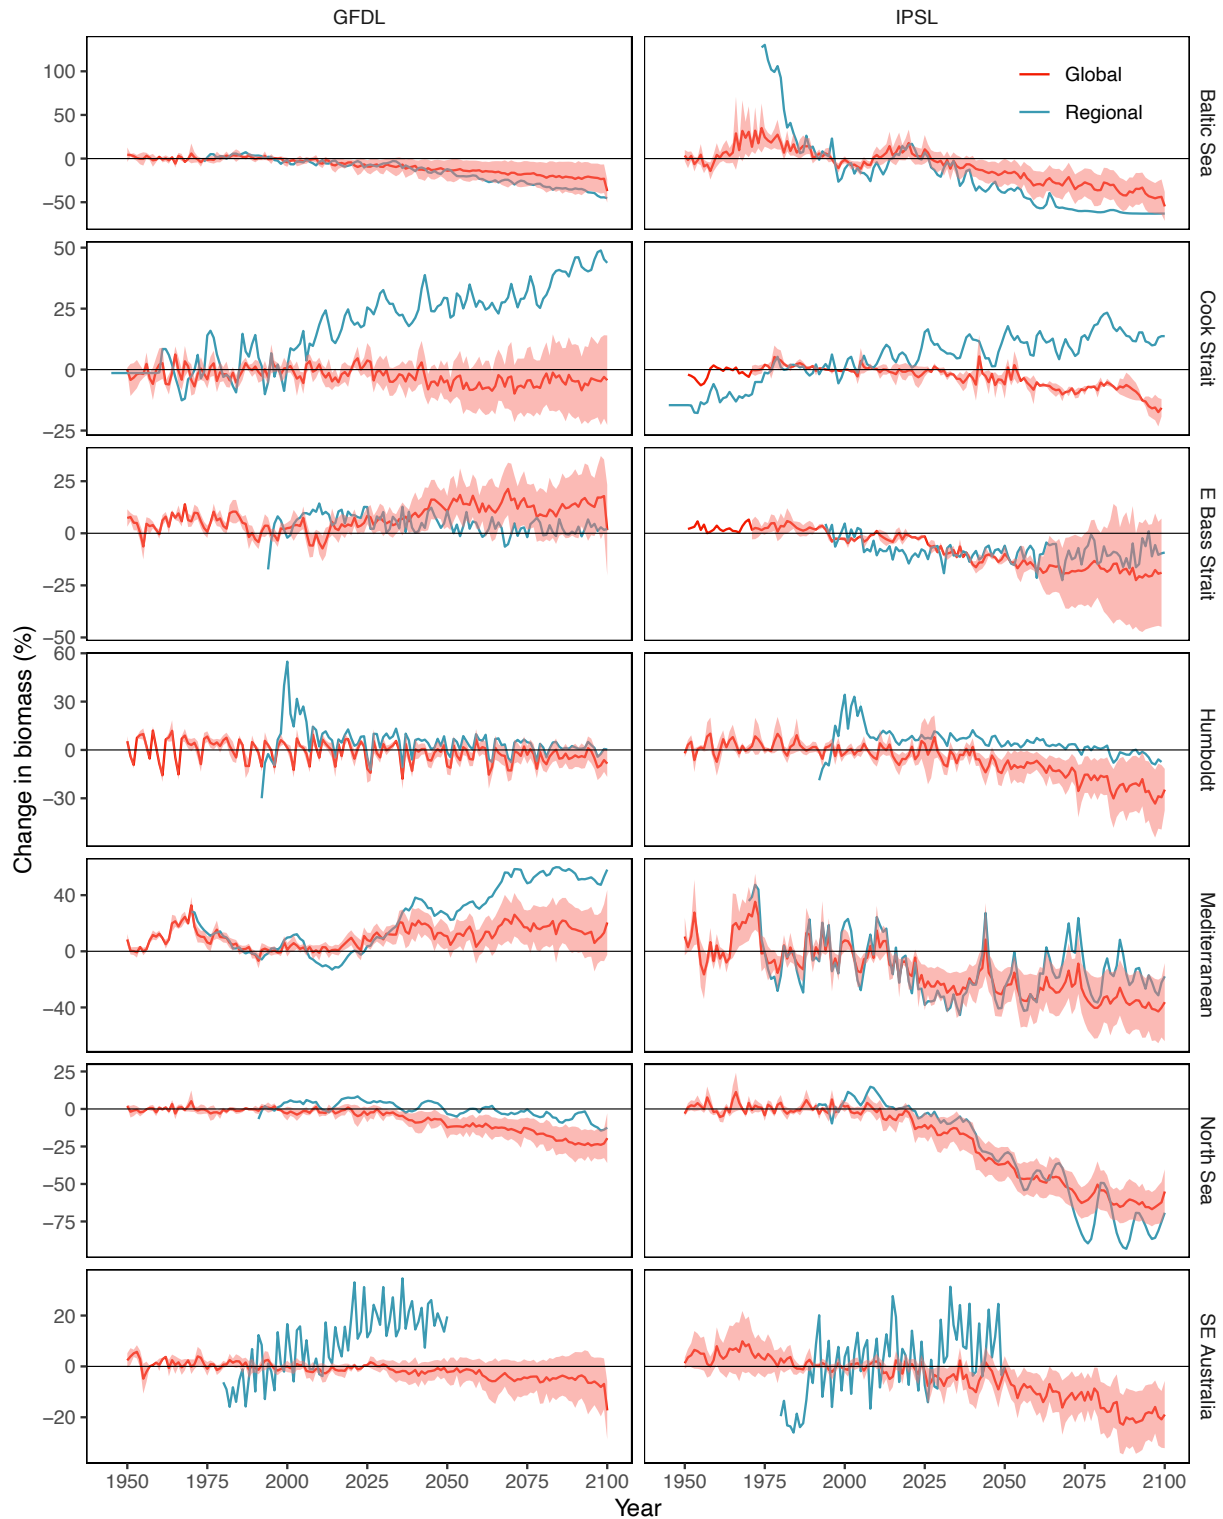 GFDL
IPSL
Global
Regional
100
50
0
−50
Baltic Sea
50
25
0
−25
Cook Strait
25
0
−25
−50
E Bass Strait
60
30
0
−30
Humboldt
40
0
−40
Mediterranean
25
0
−25
−50
−75
North Sea
20
0
−20
SE Australia
Change in biomass (%)
1950 1975 2000 2025 2050 2075 2100
1950 1975 2000 2025 2050 2075 2100
Year